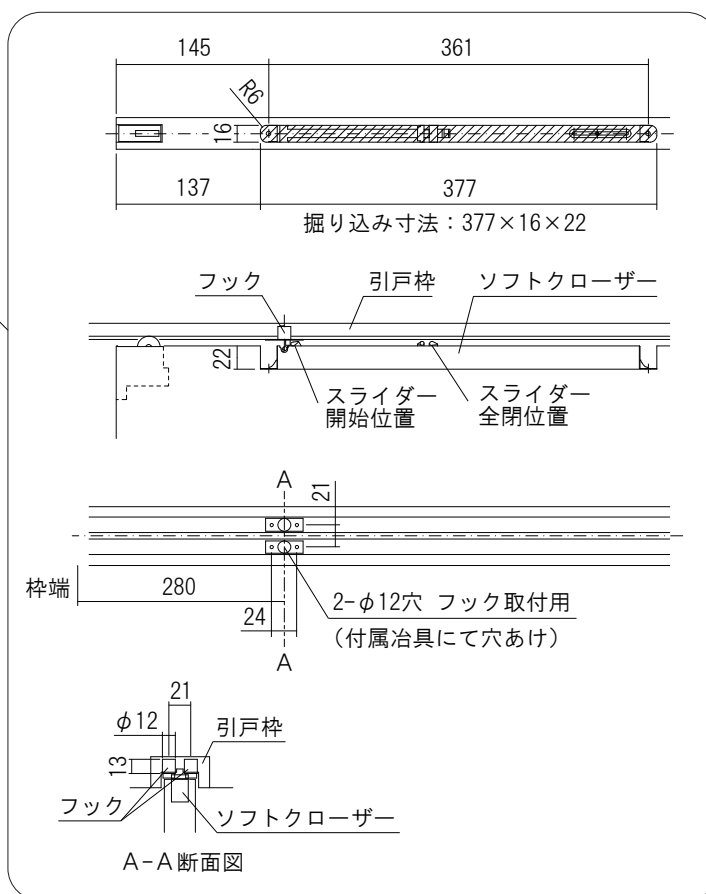 145
361
R6
16
137
377
掘り込み寸法：377×16×22
フック
引戸枠
ソフトクローザー
22
スライダー
開始位置
スライダー
全閉位置
A
21
枠端
280
24
2-φ12穴 フック取付用
(付属冶具にて穴あけ)
A
21
φ12
引戸枠
13
フック
ソフトクローザー
A-A断面図